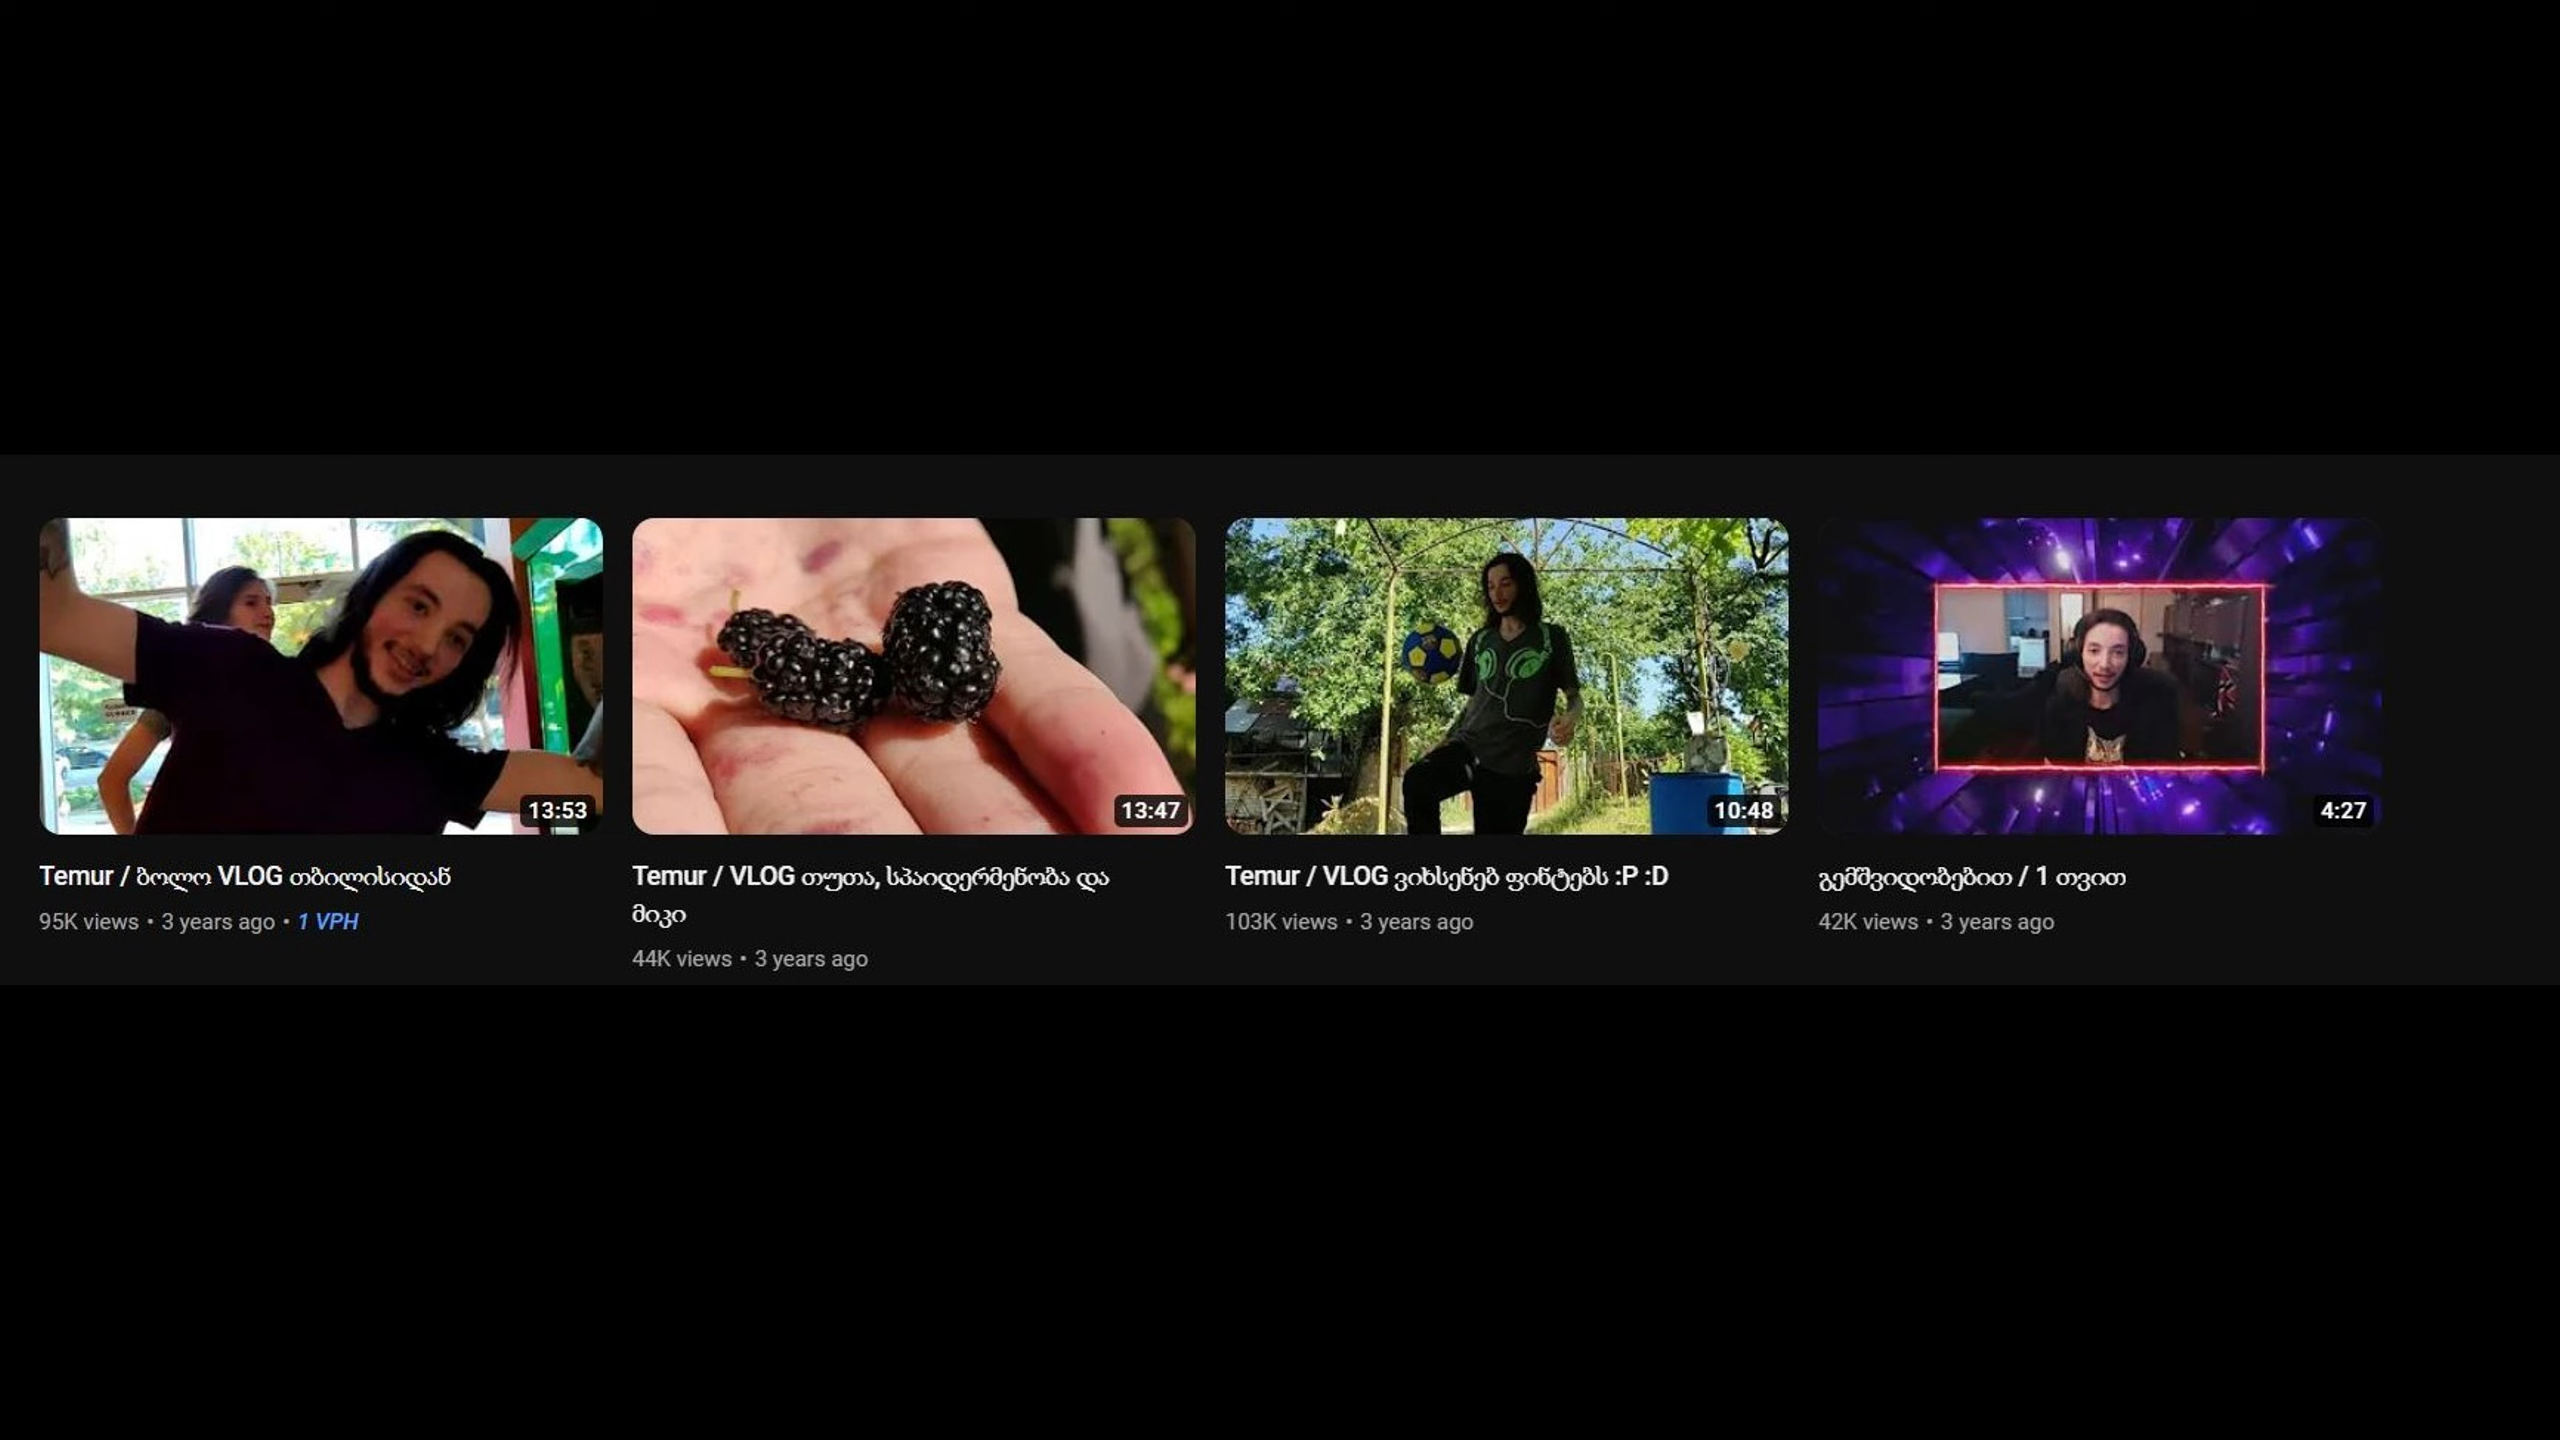 13:53
13:47
10:48
4:27
Temur / ბოლო VLOG თბილისიდან
95K views • 3 years ago • 1 VPH
Temur / VLOG თუთა, სპაიდერმენობა და
მიკი
44K views • 3 years ago
Temur / VLOG ვიხსენებ ფინტებს :P :D
103K views • 3 years ago
გემშვიდობებით / 1 თვით
42K views • 3 years ago